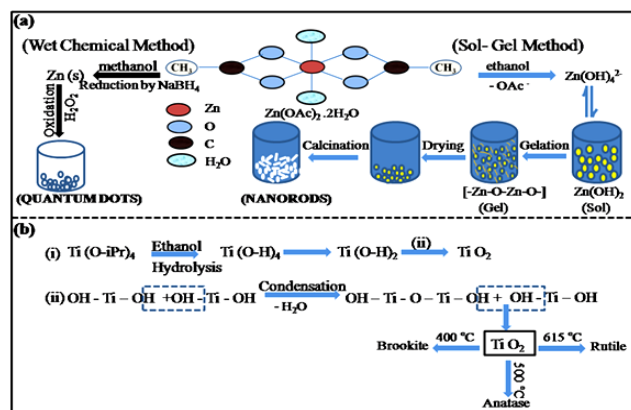 (a)
(Wet Chemical Method)
(Sol- Gel Method)
Zn (s)
methanol
Reduction by NaBH4
CH3
CH3
ethanol
- OAc-
Zn(OH)4 2-
Zn(OAc)2 .2H2O
Oxidation
H2O2
Zn
O
C
H2O
Calcination
Drying
Gelation
(QUANTUM DOTS)
(NANORODS)
[-Zn-O-Zn-O-]
(Gel)
Zn(OH)2
(Sol)
(b)
(i) Ti (O-iPr)4 Ethanol Hydrolysis Ti (O-H)4 Ti (O-H)2 (ii) Ti O2
(ii) OH - Ti - OH + OH - Ti - OH Condensation - H2O OH - Ti - O - Ti - OH + OH - Ti - OH
Brookite 400 °C Ti O2 615 °C Rutile
500 °C
Anatase